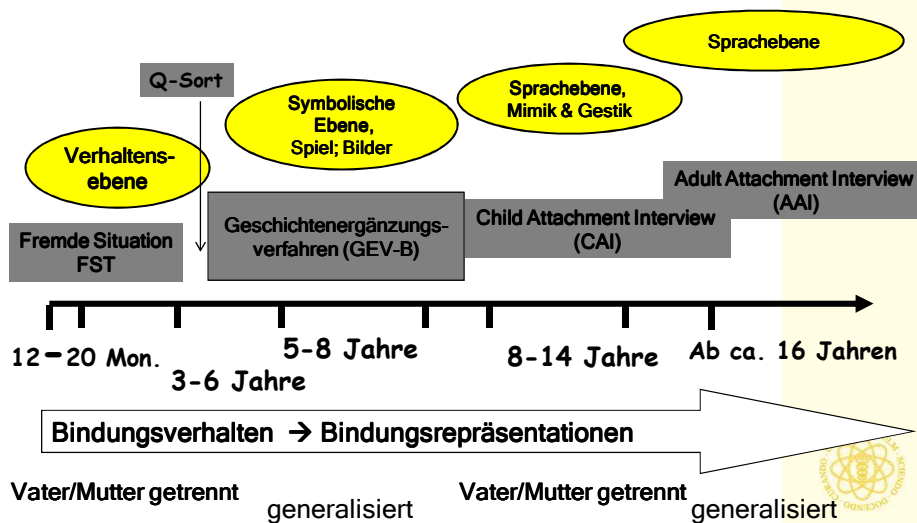 Sprachebene
Q-Sort
Symbolische
Ebene,
Spiel; Bilder
Sprachebene,
Mimik & Gestik
Verhaltens-
ebene
Adult Attachment Interview
(AAI)
Geschichtenergänzungs-
verfahren (GEV-B)
Child Attachment Interview
(CAI)
Fremde Situation
FST
12-20 Mon.
3-6 Jahre
5-8 Jahre
8-14 Jahre
Ab ca. 16 Jahren
Bindungsverhalten → Bindungsrepräsentationen
Vater/Mutter getrennt
generalisiert
Vater/Mutter getrennt
generalisiert
SCIENDO
DOCENDO